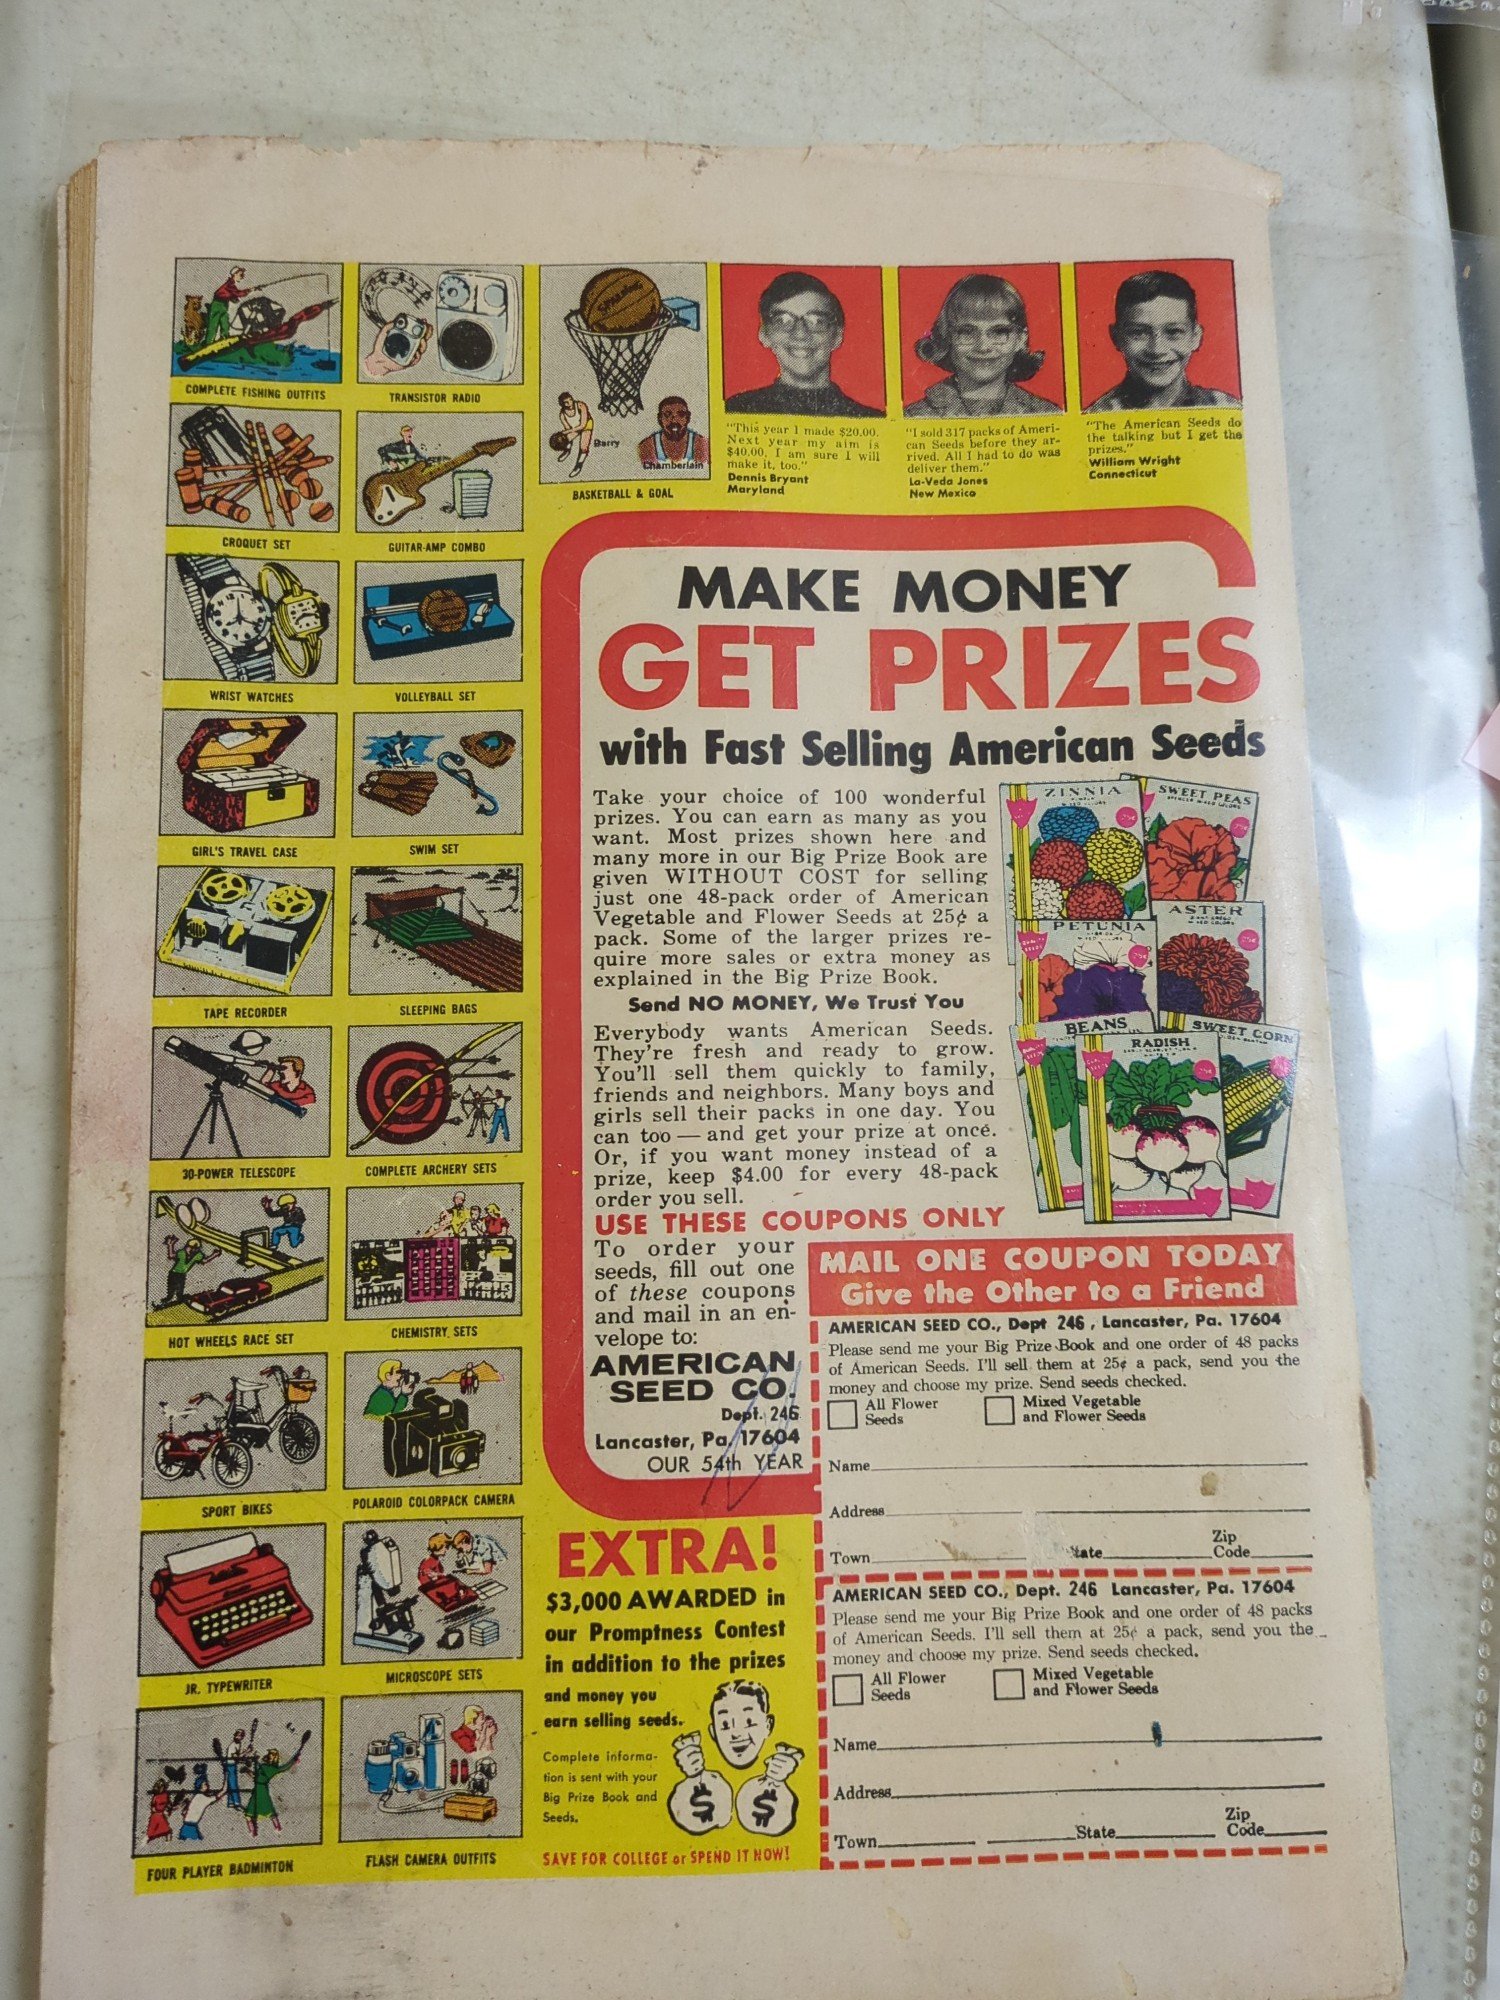 COMPLETE FISHING OUTFITS
TRANSISTOR RADIO
SPALDING
Barry
Chamberlain
BASKETBALL & GOAL
CROQUET SET
GUITAR-AMP COMBO
WRIST WATCHES
VOLLEYBALL SET
GIRL'S TRAVEL CASE
SWIM SET
TAPE RECORDER
SLEEPING BAGS
30-POWER TELESCOPE
COMPLETE ARCHERY SETS
HOT WHEELS RACE SET
CHEMISTRY SETS
SPORT BIKES
POLAROID COLORPACK CAMERA
JR. TYPEWRITER
MICROSCOPE SETS
FOUR PLAYER BADMINTON
FLASH CAMERA OUTFITS
"This year I made $20.00.
Next year my aim is
$40.00, I am sure I will
make it, too."
Dennis Bryant
Maryland
"I sold 317 packs of Ameri-
can Seeds before they ar-
rived. All I had to do was
deliver them."
La-Veda Jones
New Mexico
"The American Seeds do
the talking but I get the
prizes."
William Wright
Connecticut
MAKE MONEY
GET PRIZES
with Fast Selling American Seeds
Take your choice of 100 wonderful
prizes. You can earn as many as you
want. Most prizes shown here and
many more in our Big Prize Book are
given WITHOUT COST for selling
just one 48-pack order of American
Vegetable and Flower Seeds at 25¢ a
pack. Some of the larger prizes re-
quire more sales or extra money as
explained in the Big Prize Book.
Send NO MONEY, We Trust You
Everybody wants American Seeds.
They're fresh and ready to grow.
You'll sell them quickly to family,
friends and neighbors. Many boys and
girls sell their packs in one day. You
can too — and get your prize at once.
Or, if you want money instead of a
prize, keep $4.00 for every 48-pack
order you sell.
ZINNIA
SWEET PEAS
PETUNIA
ASTER
BEANS
RADISH
SWEET CORN
USE THESE COUPONS ONLY
To order your
seeds, fill out one
of these coupons
and mail in an en-
velope to:
AMERICAN
SEED CO.
Dept. 246
Lancaster, Pa. 17604
OUR 54th YEAR
MAIL ONE COUPON TODAY
Give the Other to a Friend
AMERICAN SEED CO., Dept 246 , Lancaster, Pa. 17604
Please send me your Big Prize Book and one order of 48 packs
of American Seeds. I'll sell them at 25¢ a pack, send you the
money and choose my prize. Send seeds checked.
All Flower
Seeds
Mixed Vegetable
and Flower Seeds
Name
Address
Town State Zip
Code
AMERICAN SEED CO., Dept. 246 Lancaster, Pa. 17604
Please send me your Big Prize Book and one order of 48 packs
of American Seeds. I'll sell them at 25¢ a pack, send you the
money and choose my prize. Send seeds checked.
All Flower
Seeds
Mixed Vegetable
and Flower Seeds
Name
Address
Town State Zip
Code
EXTRA!
$3,000 AWARDED in
our Promptness Contest
in addition to the prizes
and money you
earn selling seeds.
Complete informa-
tion is sent with your
Big Prize Book and
Seeds.
$ $
SAVE FOR COLLEGE or SPEND IT NOW!